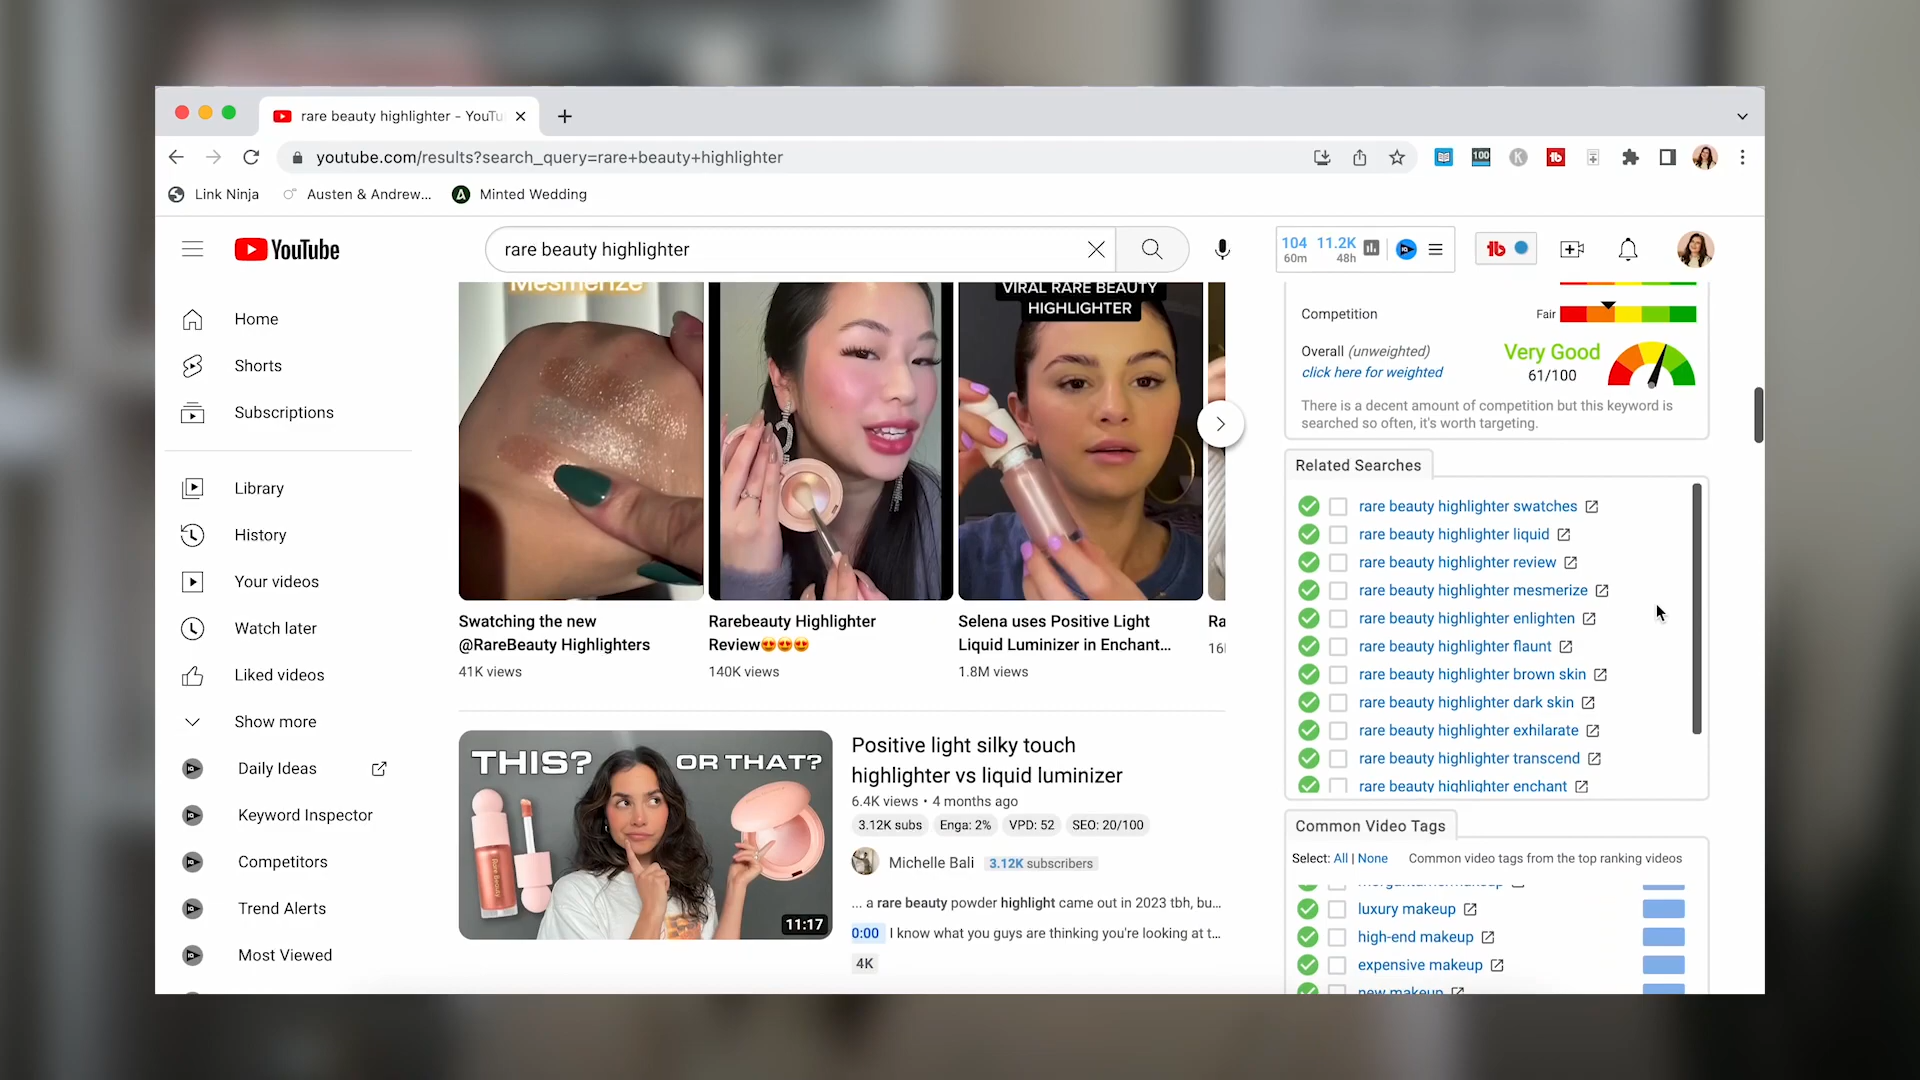 rare beauty highlighter - YouTu
youtube.com/results?search_query=rare+beauty+highlighter
100
K
tb
Link Ninja
Austen & Andrew...
A
Minted Wedding
YouTube
rare beauty highlighter
104
60m
11.2K
48h
tb
Home
Shorts
Subscriptions
Library
History
Your videos
Watch later
Liked videos
Show more
Daily Ideas
Keyword Inspector
Competitors
Trend Alerts
Most Viewed
Mesmerize
VIRAL RARE BEAUTY
HIGHLIGHTER
Swatching the new
@RareBeauty Highlighters
41K views
Rarebeauty Highlighter
Review😍😍😍
140K views
Selena uses Positive Light
Liquid Luminizer in Enchant...
1.8M views
Ra
THIS? OR THAT?
Rare Beauty
11:17
Positive light silky touch
highlighter vs liquid luminizer
6.4K views • 4 months ago
3.12K subs Enga: 2% VPD: 52 SEO: 20/100
Michelle Bali 3.12K subscribers
... a rare beauty powder highlight came out in 2023 tbh, bu...
0:00 I know what you guys are thinking you're looking at t...
4K
Competition Fair
Overall (unweighted)
click here for weighted
Very Good
61/100
There is a decent amount of competition but this keyword is
searched so often, it's worth targeting.
Related Searches
rare beauty highlighter swatches
rare beauty highlighter liquid
rare beauty highlighter review
rare beauty highlighter mesmerize
rare beauty highlighter enlighten
rare beauty highlighter flaunt
rare beauty highlighter brown skin
rare beauty highlighter dark skin
rare beauty highlighter exhilarate
rare beauty highlighter transcend
rare beauty highlighter enchant
Common Video Tags
Select: All | None Common video tags from the top ranking videos
luxury makeup
high-end makeup
expensive makeup
new makeup